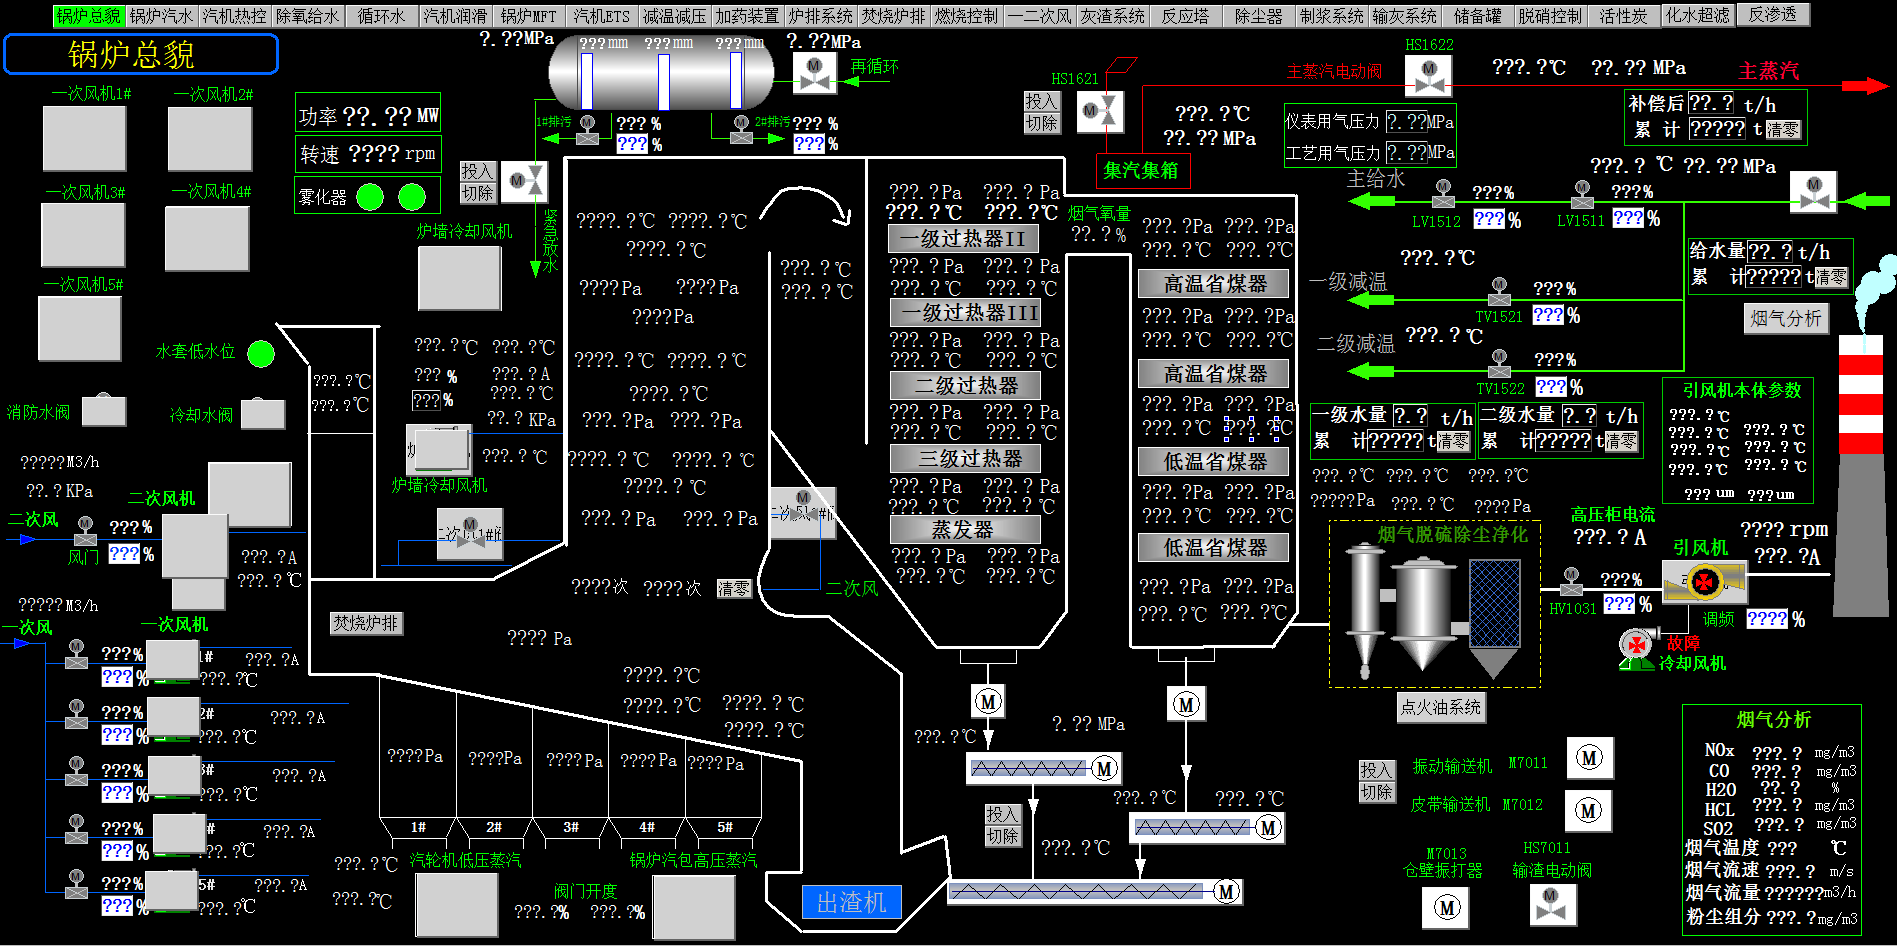 锅炉总貌 锅炉汽水 汽机热控 除氧给水 循环水 汽机润滑 锅炉MFT 汽机ETS 减温减压 加药装置 炉排系统 焚烧炉排 燃烧控制 一二次风 灰渣系统 反应塔 除尘器 制浆系统 输灰系统 储备罐 脱硝控制 活性炭 化水超滤 反渗透
锅炉总貌
?.??MPa ???mm ???mm ???mm ?.??MPa
再循环
HS1621
HS1622
主蒸汽电动阀
???.?℃ ??.??MPa 主蒸汽
一次风机1# 一次风机2#
功率 ??.??MW
转速 ????rpm
雾化器
1#排污 ???% ???%
2#排污 ???% ???%
投入
切除
投入
切除
???.?℃
??.??MPa
集汽集箱
仪表用气压力 ?.??MPa
工艺用气压力 ?.??MPa
补偿后 ??.? t/h
累 计 ????? t 清零
???.? ℃ ??.??MPa
主给水
???% ???%
LV1512 ???% LV1511 ???%
给水量 ??.? t/h
累 计 ????? t 清零
烟气分析
一次风机3# 一次风机4#
一次风机5#
炉墙冷却风机
紧急放水
水套低水位
消防水阀 冷却水阀
????.?℃ ????.?℃
????.?℃
????Pa ????Pa
????Pa
????.?℃ ????.?℃
????.?℃
???.?Pa ???.?Pa
????.?℃ ????.?℃
????.?℃
???.?Pa ???.?Pa
???.?℃
???.?℃
???.?Pa ???.?Pa
???.?℃ ???.?℃
一级过热器II
???.?Pa ???.?Pa
???.?℃ ???.?℃
一级过热器III
???.?Pa ???.?Pa
???.?℃ ???.?℃
二级过热器
???.?Pa ???.?Pa
???.?℃ ???.?℃
三级过热器
???.?Pa ???.?Pa
???.?℃ ???.?℃
蒸发器
???.?Pa ???.?Pa
???.?℃ ???.?℃
烟气氧量
??.?%
???.?Pa ???.?Pa
???.?℃ ???.?℃
高温省煤器
???.?Pa ???.?Pa
???.?℃ ???.?℃
高温省煤器
???.?Pa ???.?Pa
???.?℃ ???.?℃
低温省煤器
???.?Pa ???.?Pa
???.?℃ ???.?℃
低温省煤器
???.?Pa ???.?Pa
???.?℃ ???.?℃
???.?℃
一级减温 ???%
TV1521 ???%
???.?℃
二级减温 ???%
TV1522 ???%
一级水量 ?.? t/h
累 计 ????? t 清零
二级水量 ?.? t/h
累 计 ????? t 清零
引风机本体参数
???.?℃
???.?℃ ???.?℃
???.?℃ ???.?℃
???.?℃ ???.?℃
???um ???um
???.?℃ ???.?℃ ???.?℃
?????Pa ???.?℃ ????Pa
烟气脱硫除尘净化
高压柜电流
???.?A
引风机
????rpm
???.?A
HV1031 ???% ???%
调频 ????%
故障
冷却风机
点火油系统
???.?℃
???.?℃
???.?℃ ???.?℃
???% ???.?A
???% ???.?℃
??.?KPa
???.?℃
炉墙冷却风机
?????M3/h
??.?KPa
二次风机
二次风 ???%
风门 ???%
???.?A
???.?℃
二次风
?????M3/h
一次风 一次风机
???% ???% 1# ???.?A ???.?℃
???% ???% 2# ???.?A ???.?℃
???% ???% 3# ???.?A ???.?℃
???% ???% # ???.?A ???.?℃
???% ???% 5# ???.?A ???.?℃
????次 ????次 清零
焚烧炉排
????Pa
????.?℃
????.?℃ ????.?℃
????.?℃
????Pa ????Pa ????Pa ????Pa ????Pa
1# 2# 3# 4# 5#
???.?℃
???.?℃
汽轮机低压蒸汽 锅炉汽包高压蒸汽
阀门开度
???.?% ???.?%
出渣机
???.?℃
?.??MPa
???.?℃ ???.?℃
投入
切除
???.?℃
投入
切除
振动输送机 M7011
皮带输送机 M7012
M7013
仓壁振打器
HS7011
输渣电动阀
烟气分析
NOx ???.? mg/m3
CO ???.? mg/m3
H2O ??.? %
HCL ???.? mg/m3
SO2 ???.? mg/m3
烟气温度 ??? ℃
烟气流速 ???.? m/s
烟气流量 ??????m3/h
粉尘组分 ???.?mg/m3